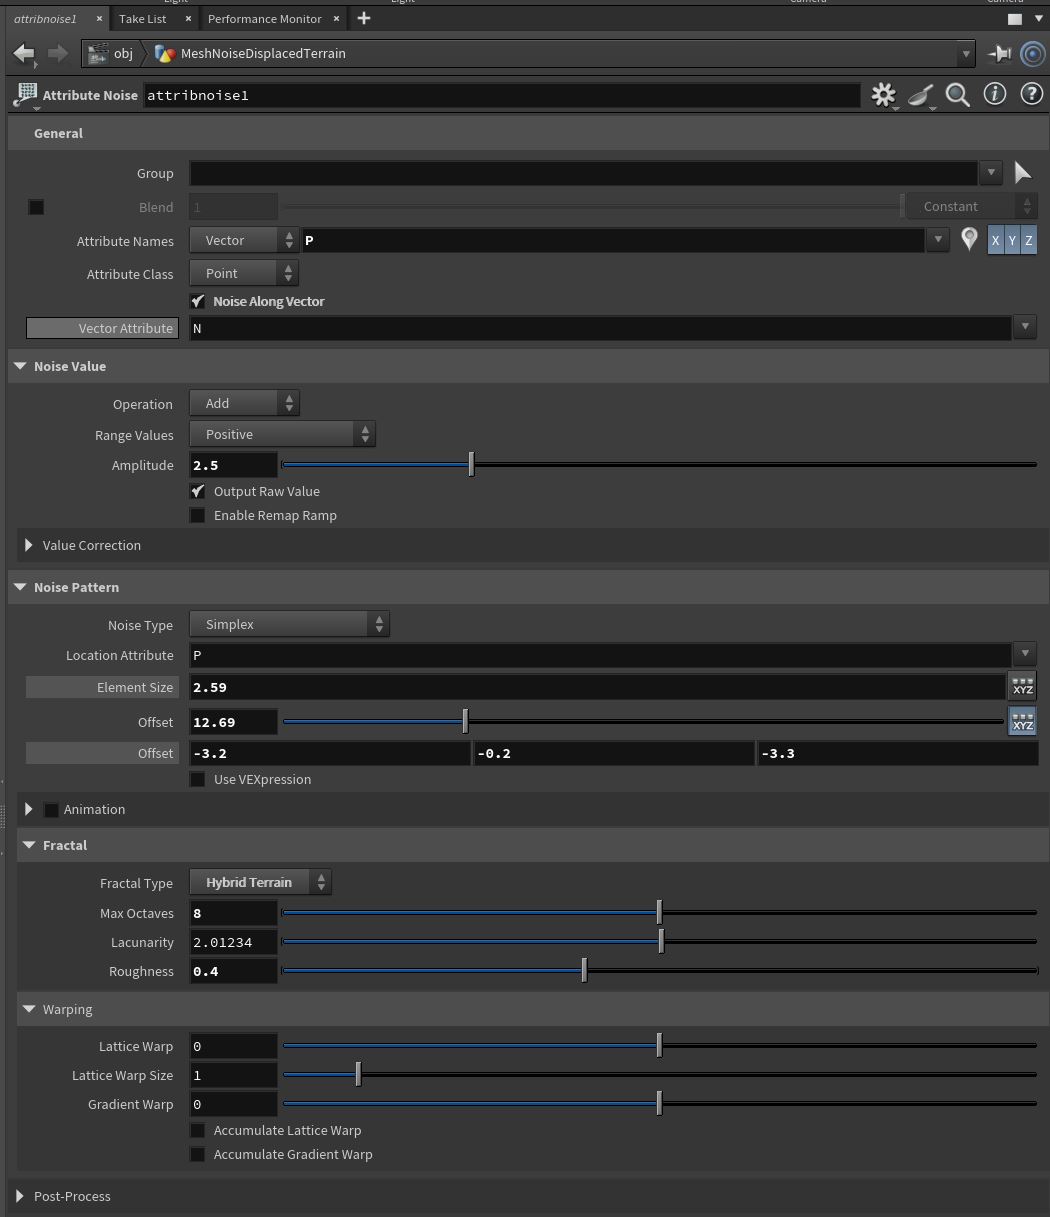 Light Light Camera Camera
attribnoise1 × Take List × Performance Monitor × +
obj MeshNoiseDisplacedTerrain
Attribute Noise attribnoise1
General
Group
Blend 1 Constant
Attribute Names Vector P X Y Z
Attribute Class Point
Noise Along Vector
Vector Attribute N
Noise Value
Operation Add
Range Values Positive
Amplitude 2.5
Output Raw Value
Enable Remap Ramp
Value Correction
Noise Pattern
Noise Type Simplex
Location Attribute P
Element Size 2.59 XYZ
Offset 12.69 XYZ
Offset -3.2 -0.2 -3.3
Use VEXpression
Animation
Fractal
Fractal Type Hybrid Terrain
Max Octaves 8
Lacunarity 2.01234
Roughness 0.4
Warping
Lattice Warp 0
Lattice Warp Size 1
Gradient Warp 0
Accumulate Lattice Warp
Accumulate Gradient Warp
Post-Process